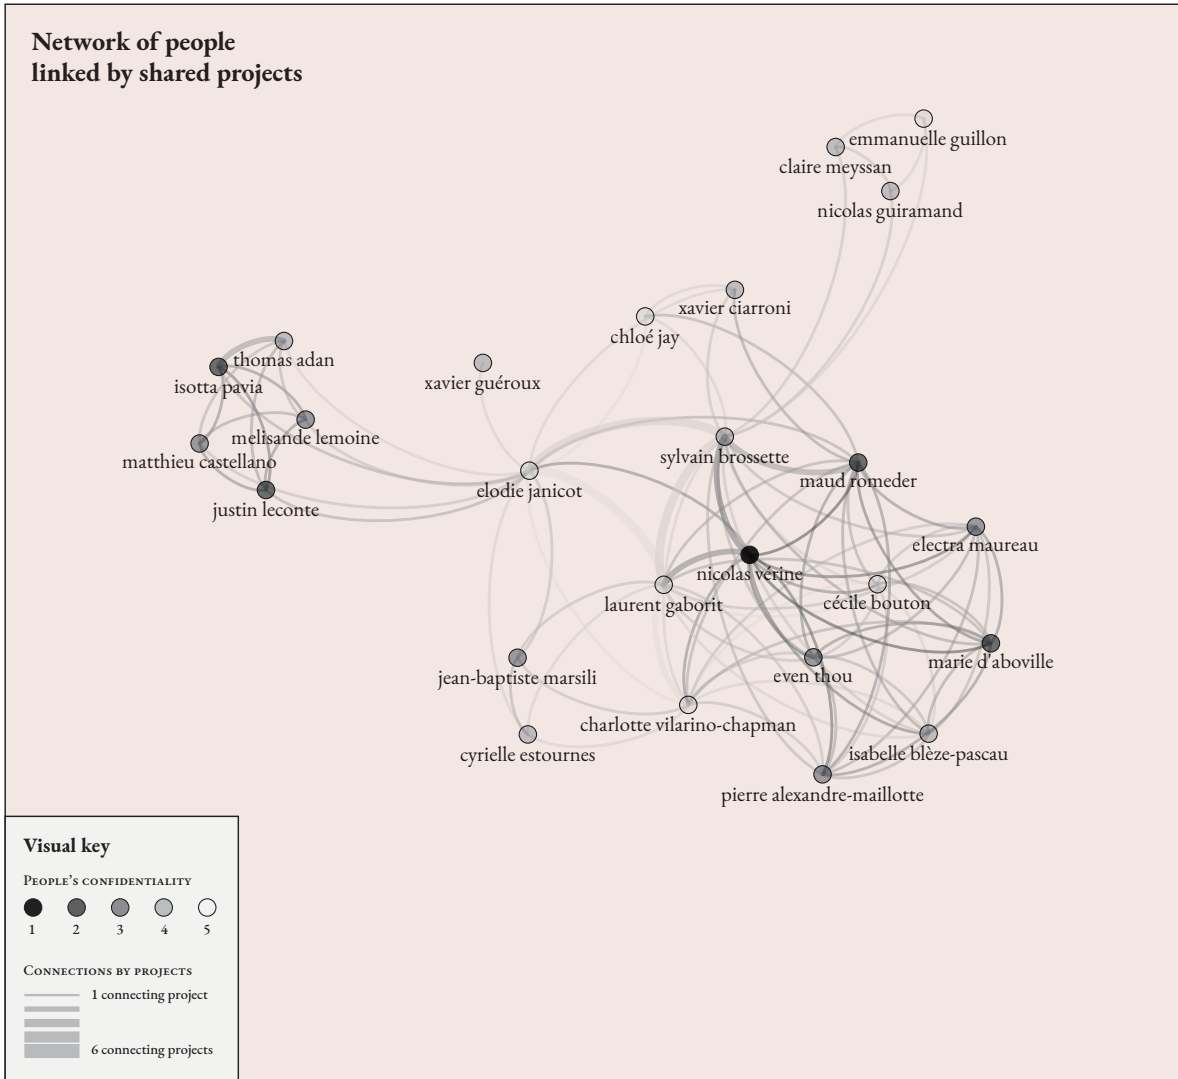 Network of people
linked by shared projects
emmanuelle guillon
claire meyssan
nicolas guiramand
xavier ciarroni
chloé jay
thomas adan
isotta pavia
xavier guéroux
melisande lemoine
matthieu castellano
sylvain brossette
maud romeder
elodie janicot
justin leconte
electra maureau
nicolas vérine
laurent gaborit
cécile bouton
marie d'aboville
jean-baptiste marsili
even thou
charlotte vilarino-chapman
cyrielle estournes
isabelle blèze-pascau
pierre alexandre-maillotte
Visual key
People's confidentiality
1 2 3 4 5
Connections by projects
1 connecting project
6 connecting projects